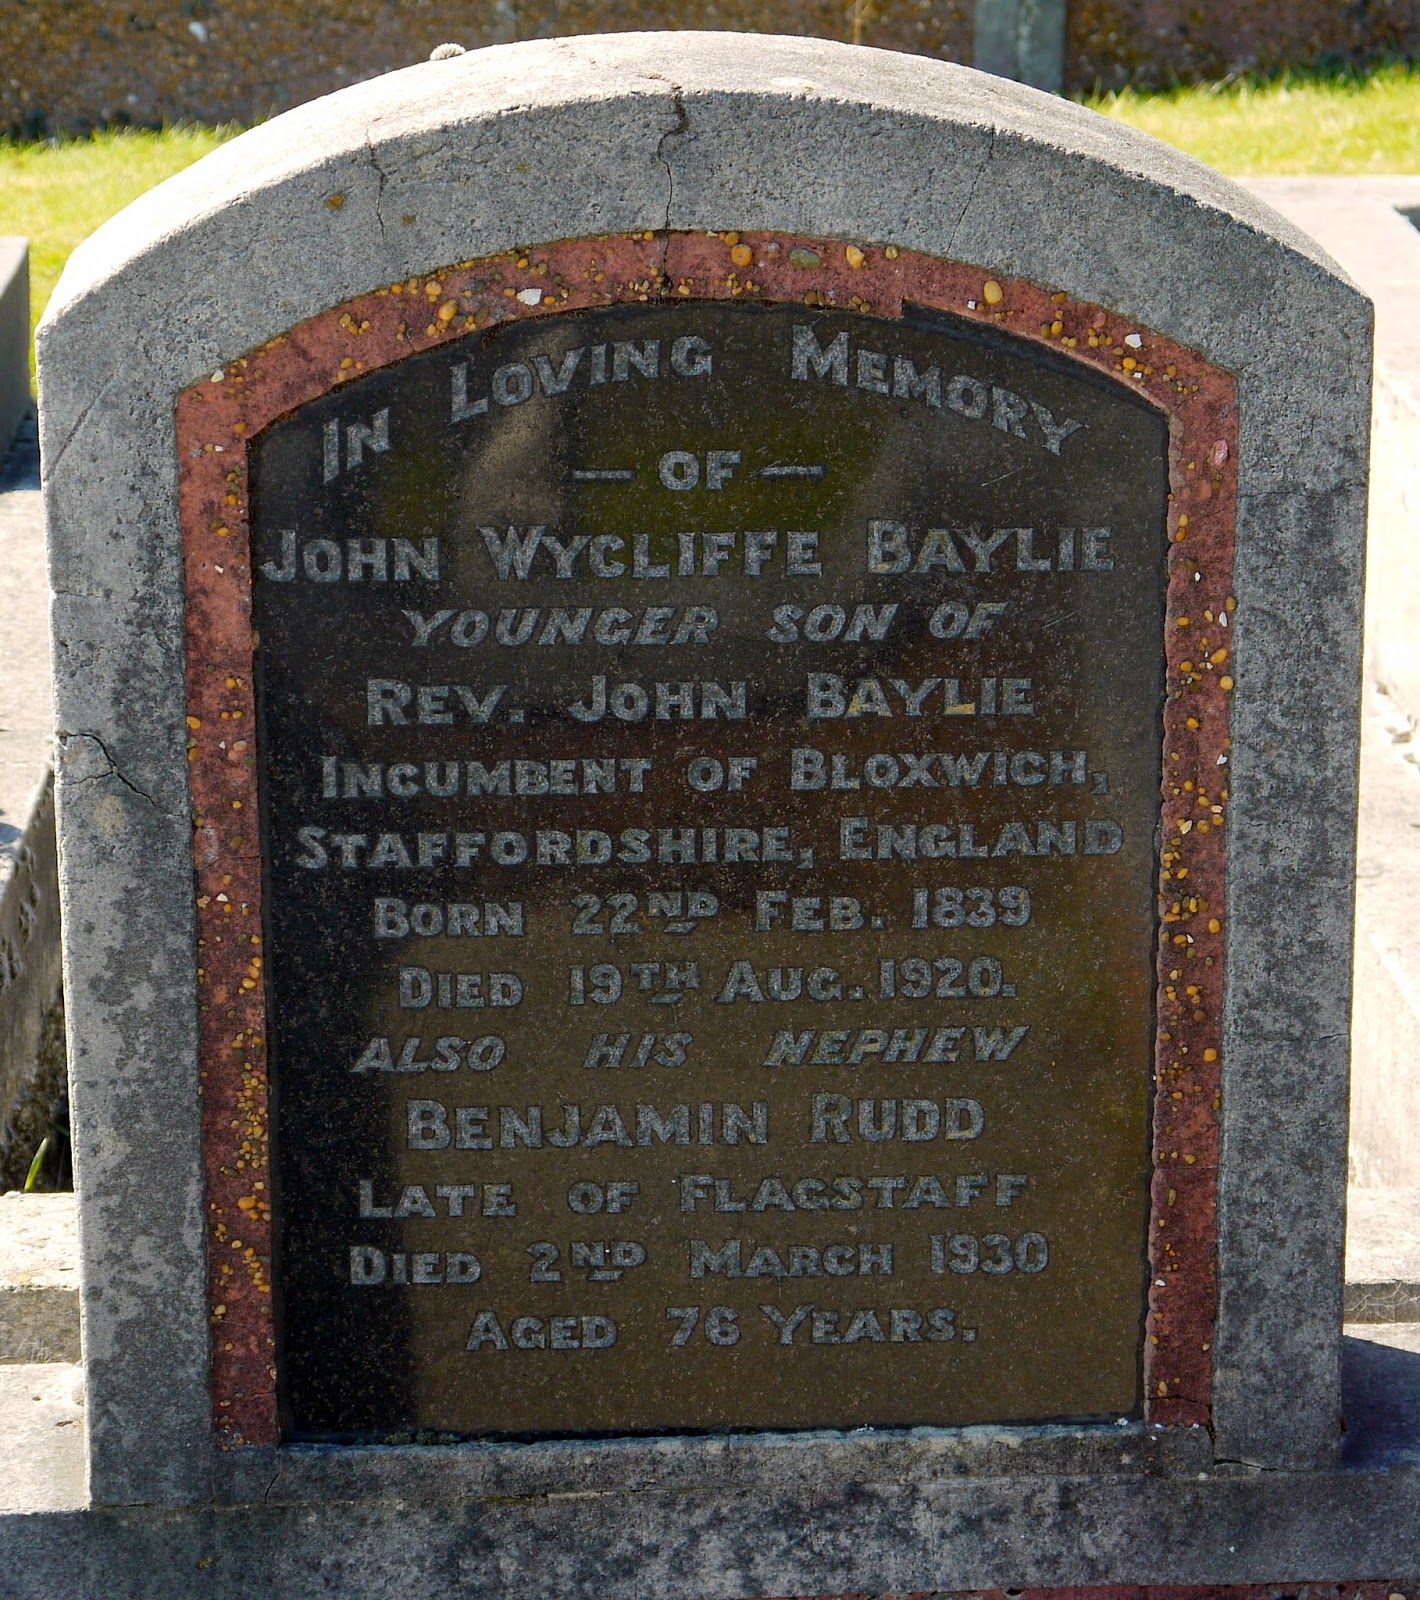 IN LOVING MEMORY
— OF —
JOHN WYCLIFFE BAYLIE
YOUNGER SON OF
REV. JOHN BAYLIE
INCUMBENT OF BLOXWICH,
STAFFORDSHIRE, ENGLAND
BORN 22ND FEB. 1839
DIED 19TH AUG. 1920.
ALSO HIS NEPHEW
BENJAMIN RUDD
LATE OF FLAGSTAFF
DIED 2ND MARCH 1930
AGED 76 YEARS.